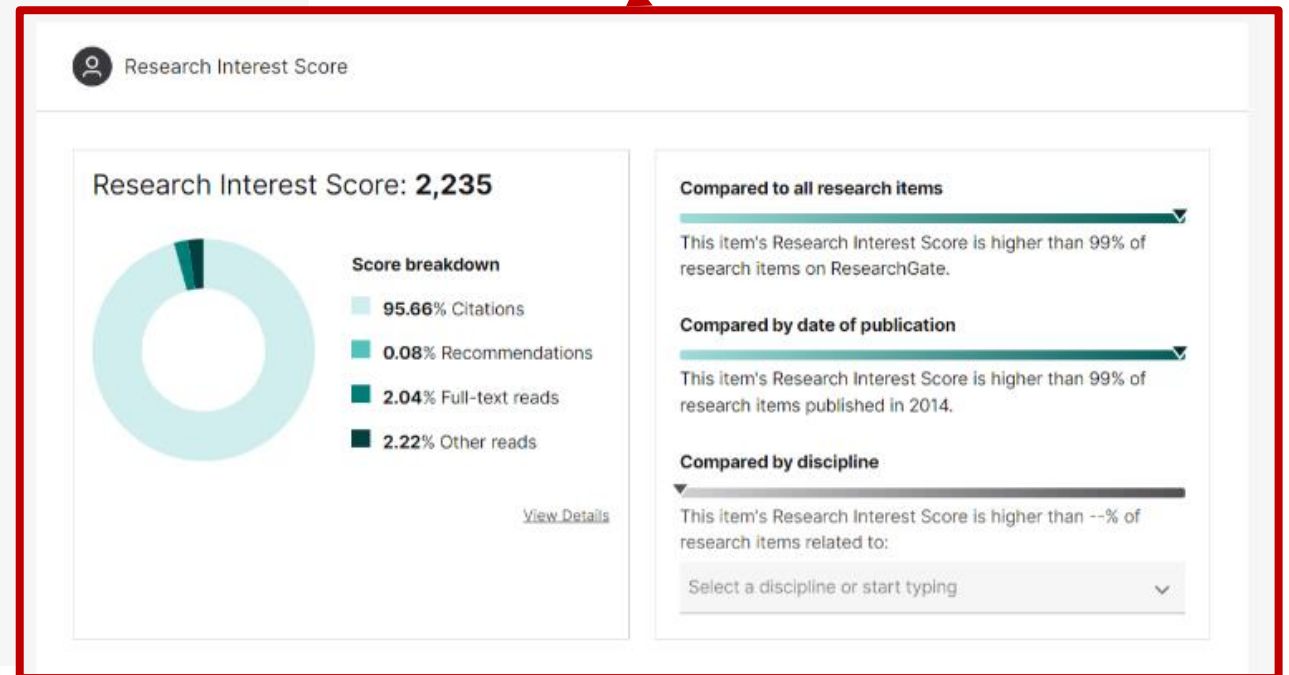 Research Interest Score
Research Interest Score: 2,235
Score breakdown
95.66% Citations
0.08% Recommendations
2.04% Full-text reads
2.22% Other reads
View Details
Compared to all research items
This item's Research Interest Score is higher than 99% of
research items on ResearchGate.
Compared by date of publication
This item's Research Interest Score is higher than 99% of
research items published in 2014.
Compared by discipline
This item's Research Interest Score is higher than --% of
research items related to:
Select a discipline or start typing